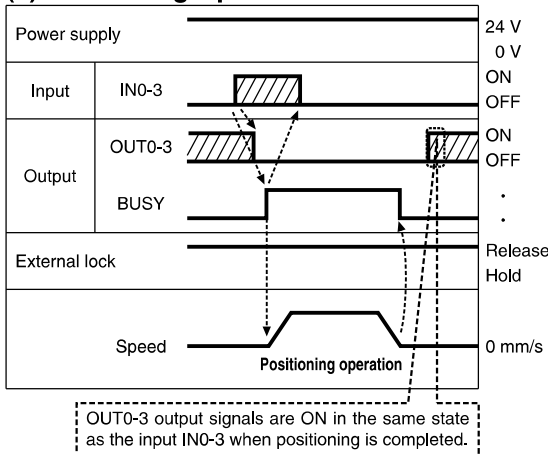 Power supply
24 V
0 V
Input
IN0-3
ON
OFF
Output
OUT0-3
ON
OFF
BUSY
External lock
Release
Hold
Speed
Positioning operation
0 mm/s
OUT0-3 output signals are ON in the same state
as the input IN0-3 when positioning is completed.